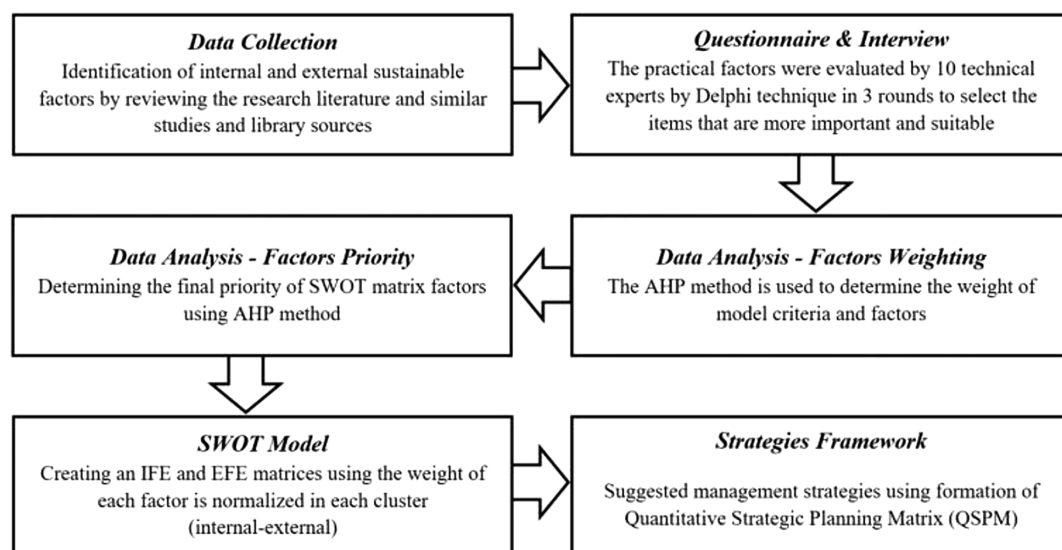 Data Collection
Identification of internal and external sustainable
factors by reviewing the research literature and similar
studies and library sources
Questionnaire & Interview
The practical factors were evaluated by 10 technical
experts by Delphi technique in 3 rounds to select the
items that are more important and suitable
Data Analysis - Factors Weighting
The AHP method is used to determine the weight of
model criteria and factors
Data Analysis - Factors Priority
Determining the final priority of SWOT matrix factors
using AHP method
SWOT Model
Creating an IFE and EFE matrices using the weight of
each factor is normalized in each cluster
(internal-external)
Strategies Framework
Suggested management strategies using formation of
Quantitative Strategic Planning Matrix (QSPM)